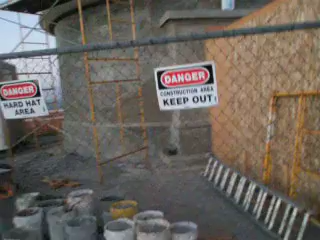 DANGER
HARD HAT
AREA
DANGER
CONSTRUCTION AREA
KEEP OUT!